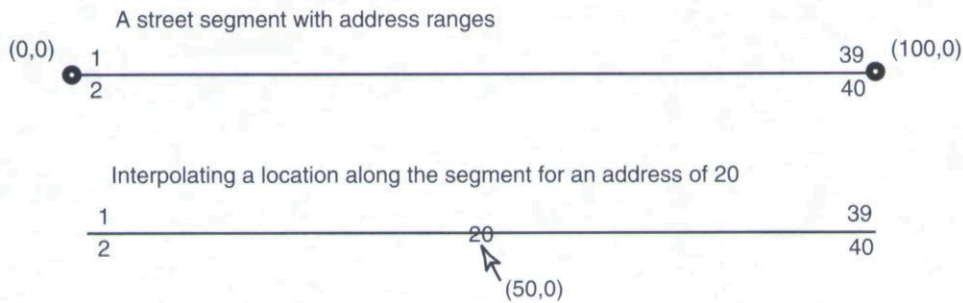 A street segment with address ranges
(0,0) 1 39 (100,0)
2 40
Interpolating a location along the segment for an address of 20
1 39
20
2 40
(50,0)